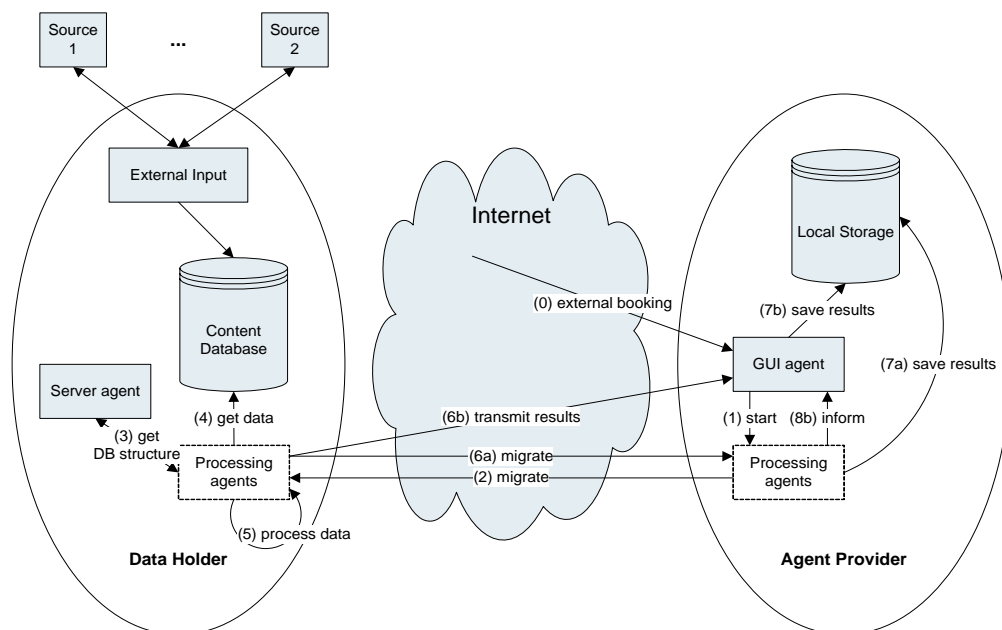 Source
1
...
Source
2
External Input
Internet
Local Storage
(0) external booking
(7b) save results
Content
Database
GUI agent
(7a) save results
Server agent
(4) get data
(6b) transmit results
(1) start
(8b) inform
(3) get
DB structure
Processing
agents
(6a) migrate
(2) migrate
Processing
agents
(5) process data
Data Holder
Agent Provider